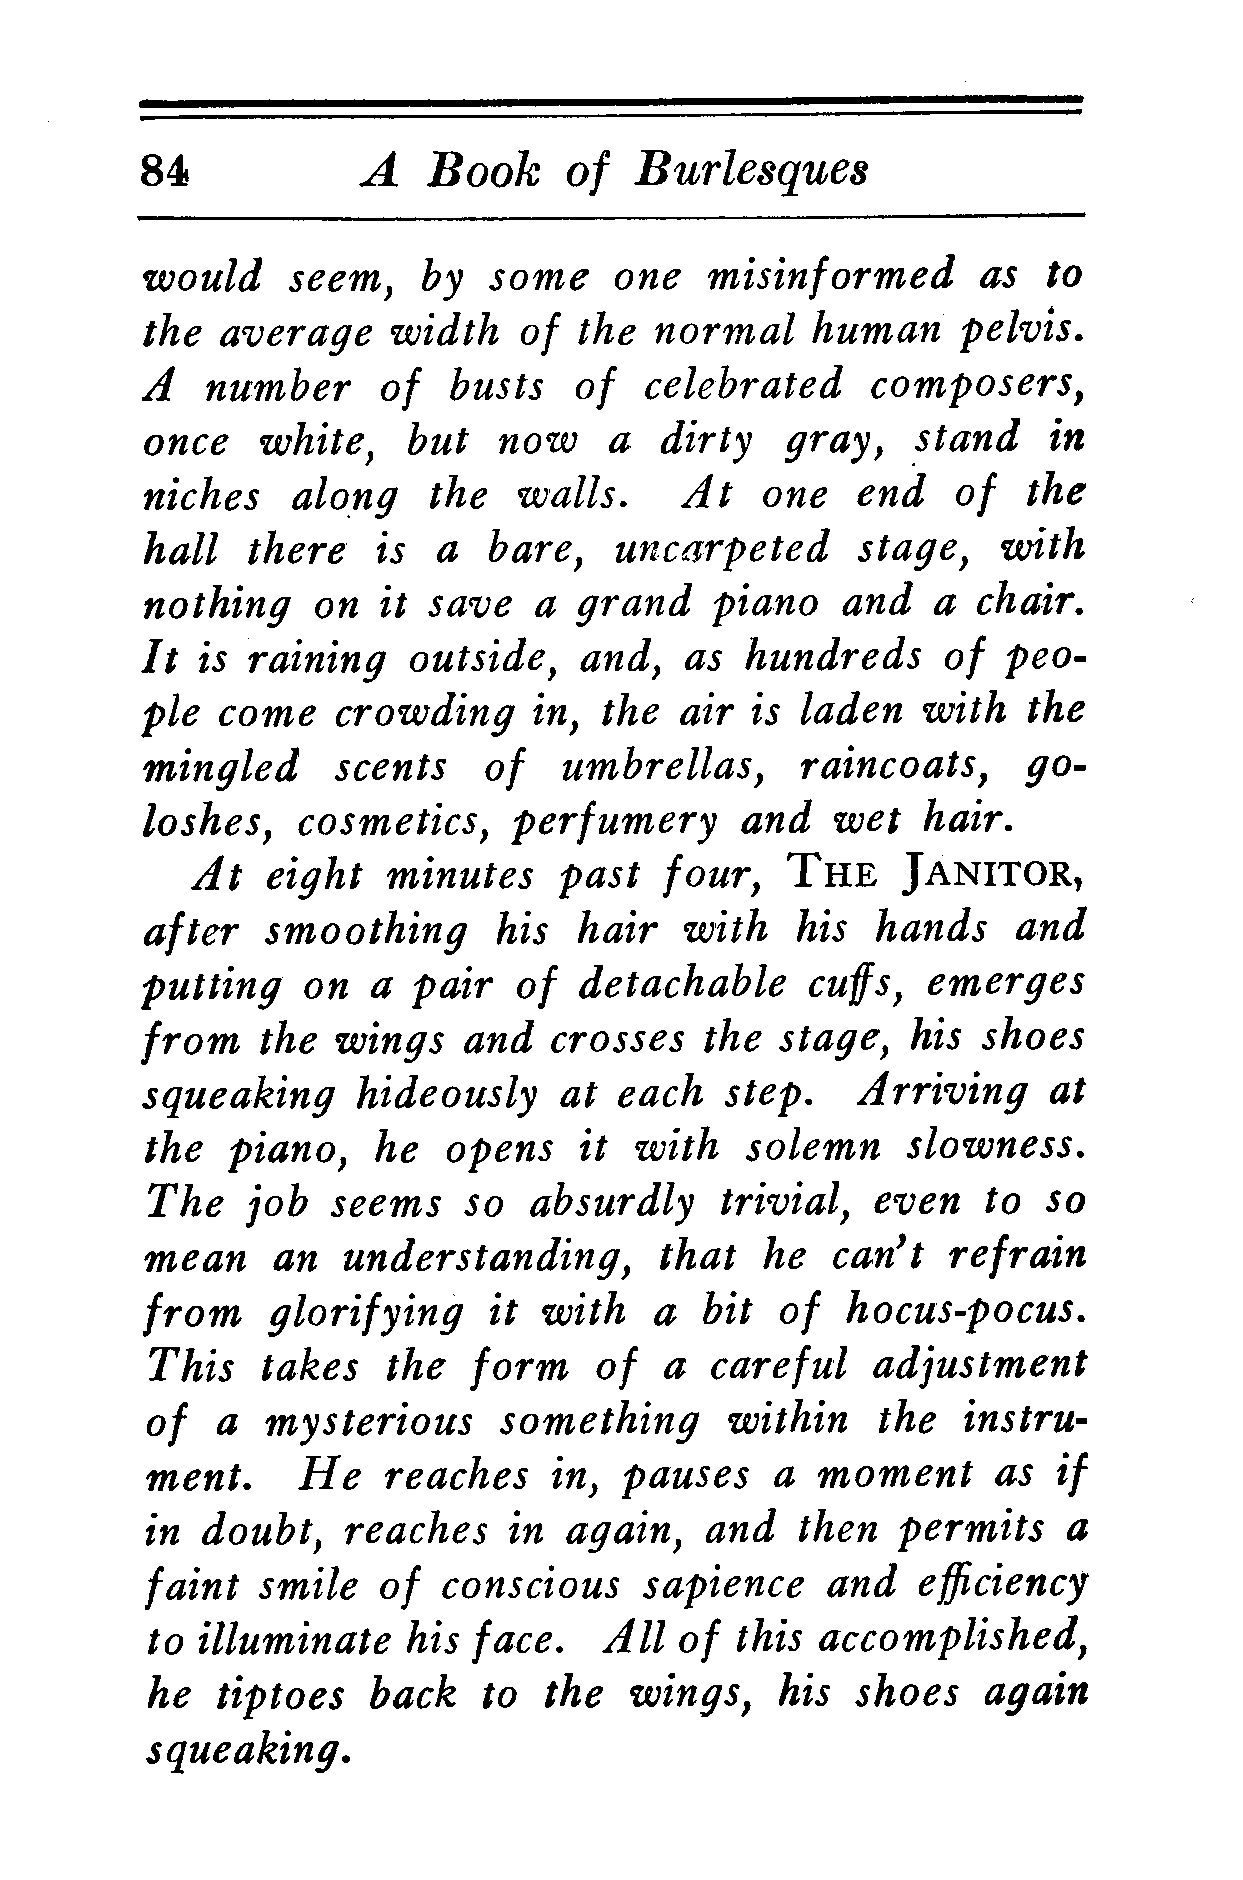 84 A Book of Burlesques
would seem, by some one misinformed as to
the average width of the normal human pelvis.
A number of busts of celebrated composers,
once white, but now a dirty gray, stand in
niches along the walls. At one end of the
hall there is a bare, uncarpeted stage, with
nothing on it save a grand piano and a chair.
It is raining outside, and, as hundreds of peo-
ple come crowding in, the air is laden with the
mingled scents of umbrellas, raincoats, go-
loshes, cosmetics, perfumery and wet hair.
At eight minutes past four, THE JANITOR,
after smoothing his hair with his hands and
putting on a pair of detachable cuffs, emerges
from the wings and crosses the stage, his shoes
squeaking hideously at each step. Arriving at
the piano, he opens it with solemn slowness.
The job seems so absurdly trivial, even to so
mean an understanding, that he can't refrain
from glorifying it with a bit of hocus-pocus.
This takes the form of a careful adjustment
of a mysterious something within the instru-
ment. He reaches in, pauses a moment as if
in doubt, reaches in again, and then permits a
faint smile of conscious sapience and efficiency
to illuminate his face. All of this accomplished,
he tiptoes back to the wings, his shoes again
squeaking.